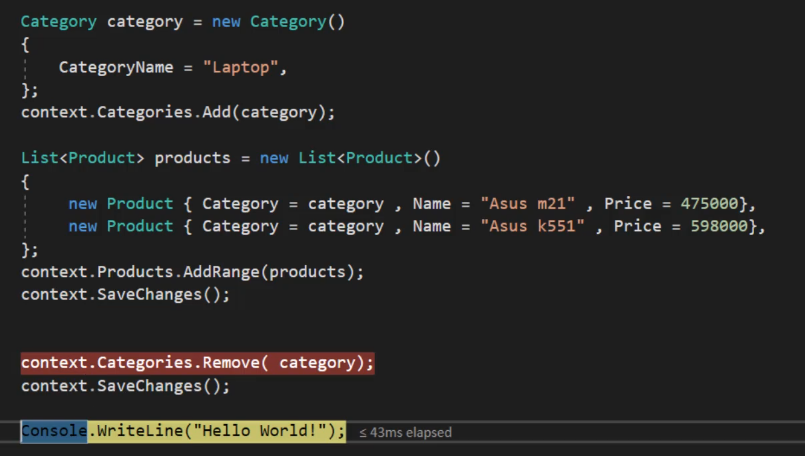 Category category = new Category()
{
CategoryName = "Laptop",
};
context.Categories.Add(category);
List<Product> products = new List<Product>()
{
new Product { Category = category , Name = "Asus m21" , Price = 475000},
new Product { Category = category , Name = "Asus k551" , Price = 598000},
};
context.Products.AddRange(products);
context.SaveChanges();
context.Categories.Remove( category);
context.SaveChanges();
Console.WriteLine("Hello World!"); ≤ 43ms elapsed